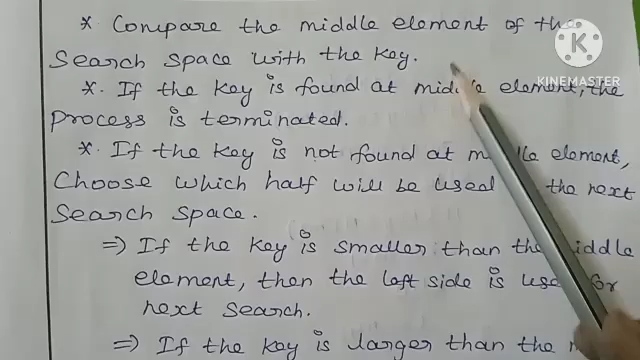 * Compare the middle element of the
Search space with the key.
*. If the key is found at middle element, the
process is terminated.
*. If the key is not found at middle element,
Choose which half will be used the next
Search space.
⇒ If the key is smaller than the middle
element, then the left side is used for
next search.
⇒ If the key is larger than the
KINEMASTER